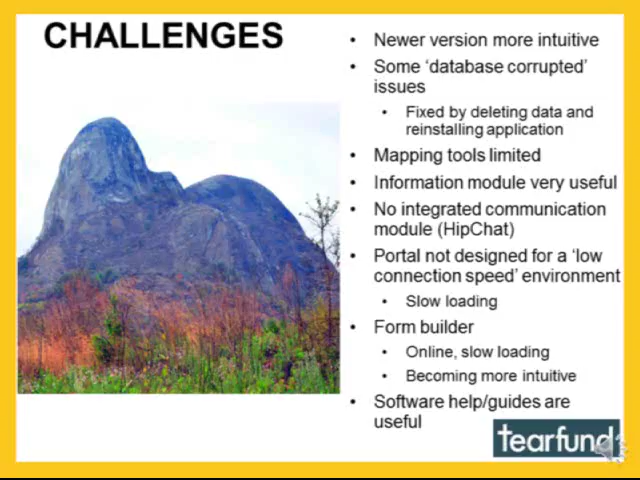 CHALLENGES
• Newer version more intuitive
• Some ‘database corrupted’
issues
• Fixed by deleting data and
reinstalling application
• Mapping tools limited
• Information module very useful
• No integrated communication
module (HipChat)
• Portal not designed for a ‘low
connection speed’ environment
• Slow loading
• Form builder
• Online, slow loading
• Becoming more intuitive
• Software help/guides are
useful
tearfund